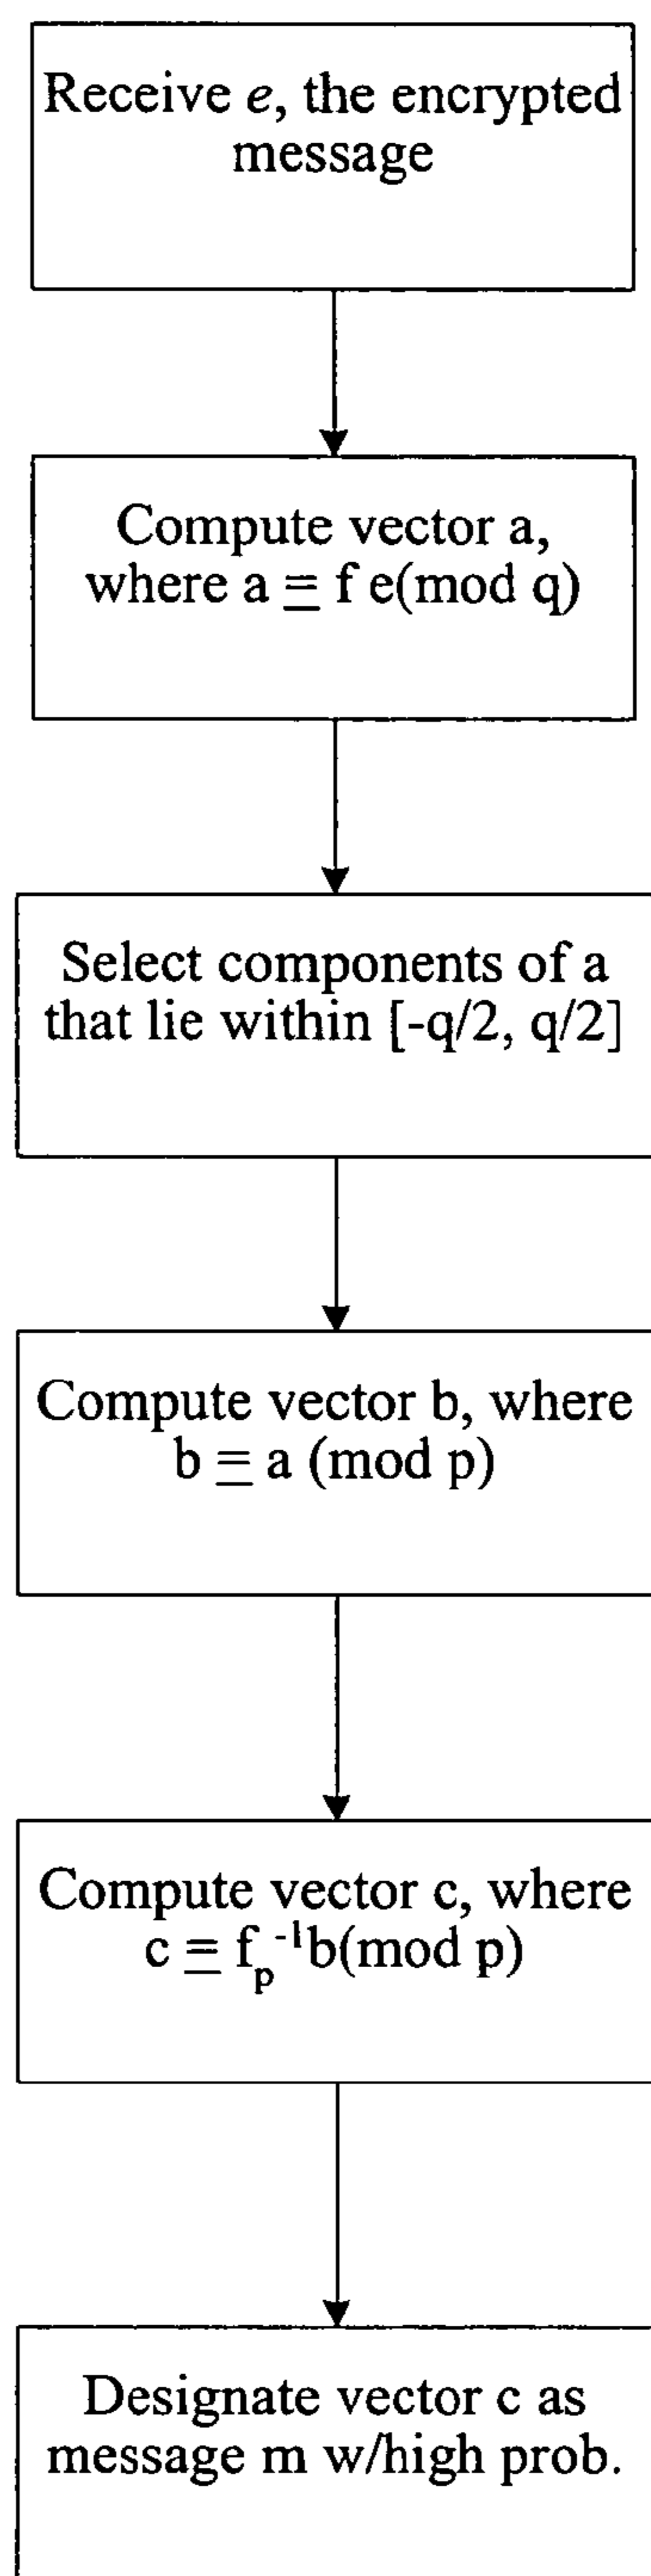 Receive e, the encrypted
message
Compute vector a,
where a ≡ f e(mod q)
Select components of a
that lie within [-q/2, q/2]
Compute vector b, where
b ≡ a (mod p)
Compute vector c, where
c ≡ fₚ⁻¹b(mod p)
Designate vector c as
message m w/high prob.